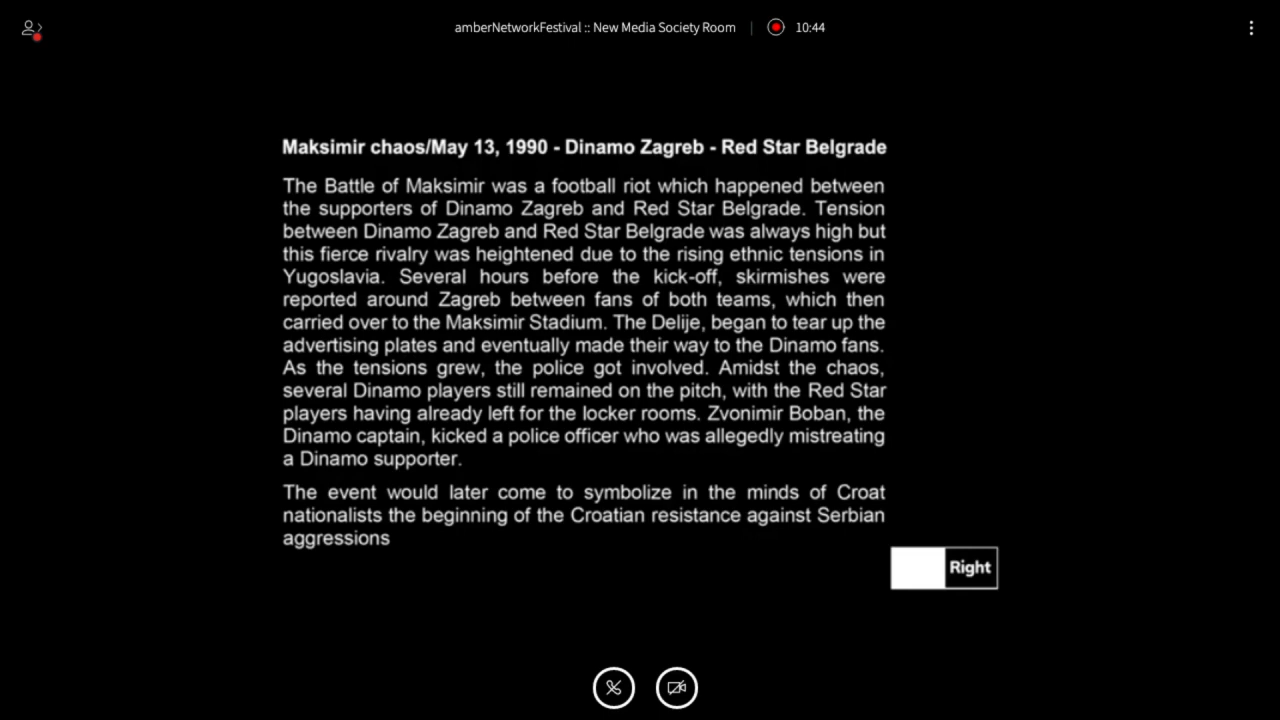 amberNetworkFestival :: New Media Society Room | 10:44
Maksimir chaos/May 13, 1990 - Dinamo Zagreb - Red Star Belgrade
The Battle of Maksimir was a football riot which happened between
the supporters of Dinamo Zagreb and Red Star Belgrade. Tension
between Dinamo Zagreb and Red Star Belgrade was always high but
this fierce rivalry was heightened due to the rising ethnic tensions in
Yugoslavia. Several hours before the kick-off, skirmishes were
reported around Zagreb between fans of both teams, which then
carried over to the Maksimir Stadium. The Delije, began to tear up the
advertising plates and eventually made their way to the Dinamo fans.
As the tensions grew, the police got involved. Amidst the chaos,
several Dinamo players still remained on the pitch, with the Red Star
players having already left for the locker rooms. Zvonimir Boban, the
Dinamo captain, kicked a police officer who was allegedly mistreating
a Dinamo supporter.
The event would later come to symbolize in the minds of Croat
nationalists the beginning of the Croatian resistance against Serbian
aggressions
Right